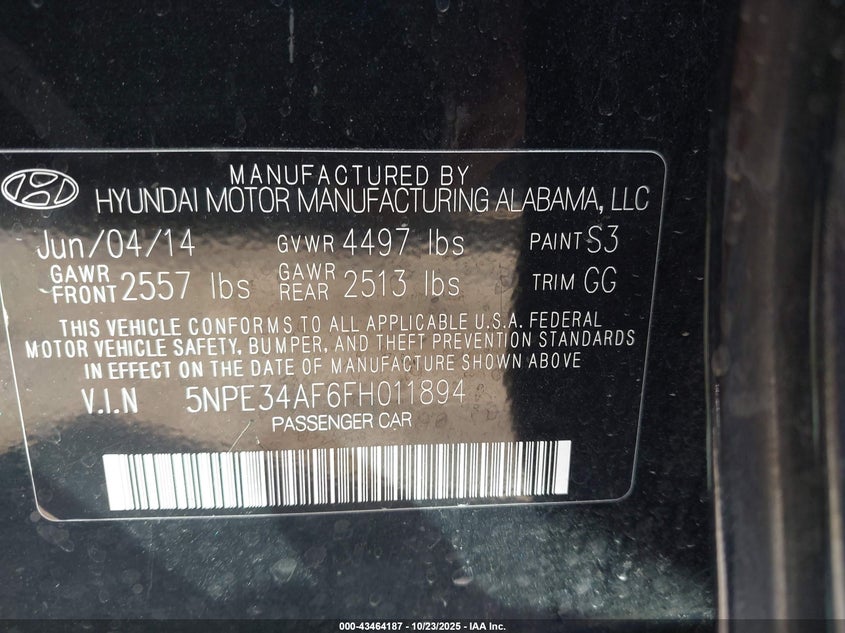 MANUFACTURED BY
HYUNDAI MOTOR MANUFACTURING ALABAMA, LLC
Jun/04/14 GVWR 4497 lbs PAINT S3
GAWR FRONT 2557 lbs GAWR REAR 2513 lbs TRIM GG
THIS VEHICLE CONFORMS TO ALL APPLICABLE U.S.A. FEDERAL
MOTOR VEHICLE SAFETY, BUMPER, AND THEFT PREVENTION STANDARDS
IN EFFECT ON THE DATE OF MANUFACTURE SHOWN ABOVE
V.I.N 5NPE34AF6FH011894
PASSENGER CAR
000-43464187 - 10/23/2025 - IAA Inc.